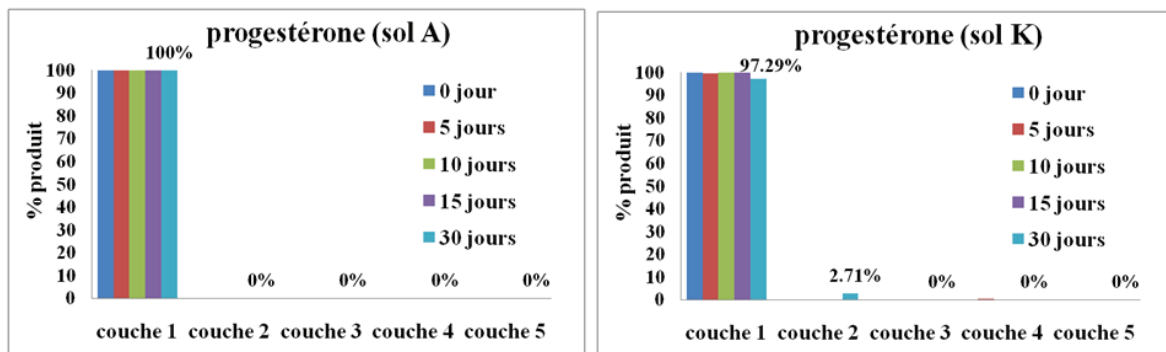 progestérone (sol A)
100%
100
90
80
70
60
50
40
30
20
10
0
% produit
0 jour
5 jours
10 jours
15 jours
30 jours
0% 0% 0% 0%
couche 1 couche 2 couche 3 couche 4 couche 5
progestérone (sol K)
97.29%
100
90
80
70
60
50
40
30
20
10
0
% produit
0 jour
5 jours
10 jours
15 jours
30 jours
2.71% 0% 0% 0%
couche 1 couche 2 couche 3 couche 4 couche 5